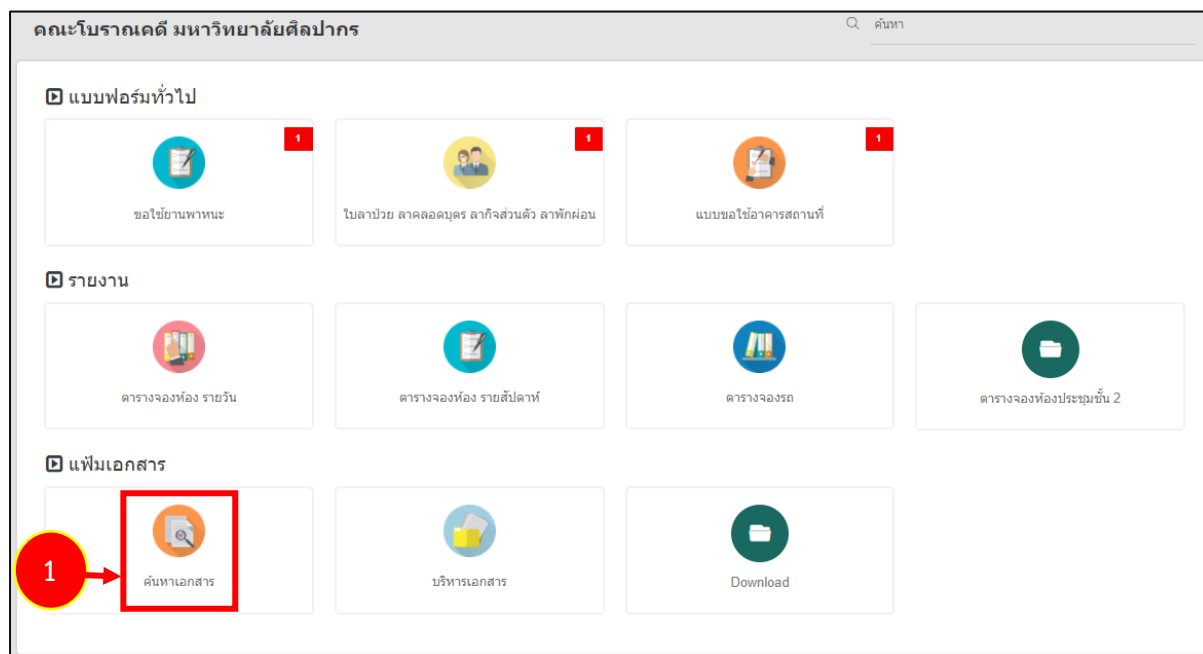 คณะโบราณคดี มหาวิทยาลัยศิลปากร
ค้นหา
แบบฟอร์มทั่วไป
1
1
1
ขอใช้ยานพาหนะ
ใบลาป่วย ลาคลอดบุตร ลากิจส่วนตัว ลาพักผ่อน
แบบขอใช้อาคารสถานที่
รายงาน
ตารางจองห้อง รายวัน
ตารางจองห้อง รายสัปดาห์
ตารางจองรถ
ตารางจองห้องประชุมชั้น 2
แฟ้มเอกสาร
1
ค้นหาเอกสาร
บริหารเอกสาร
Download